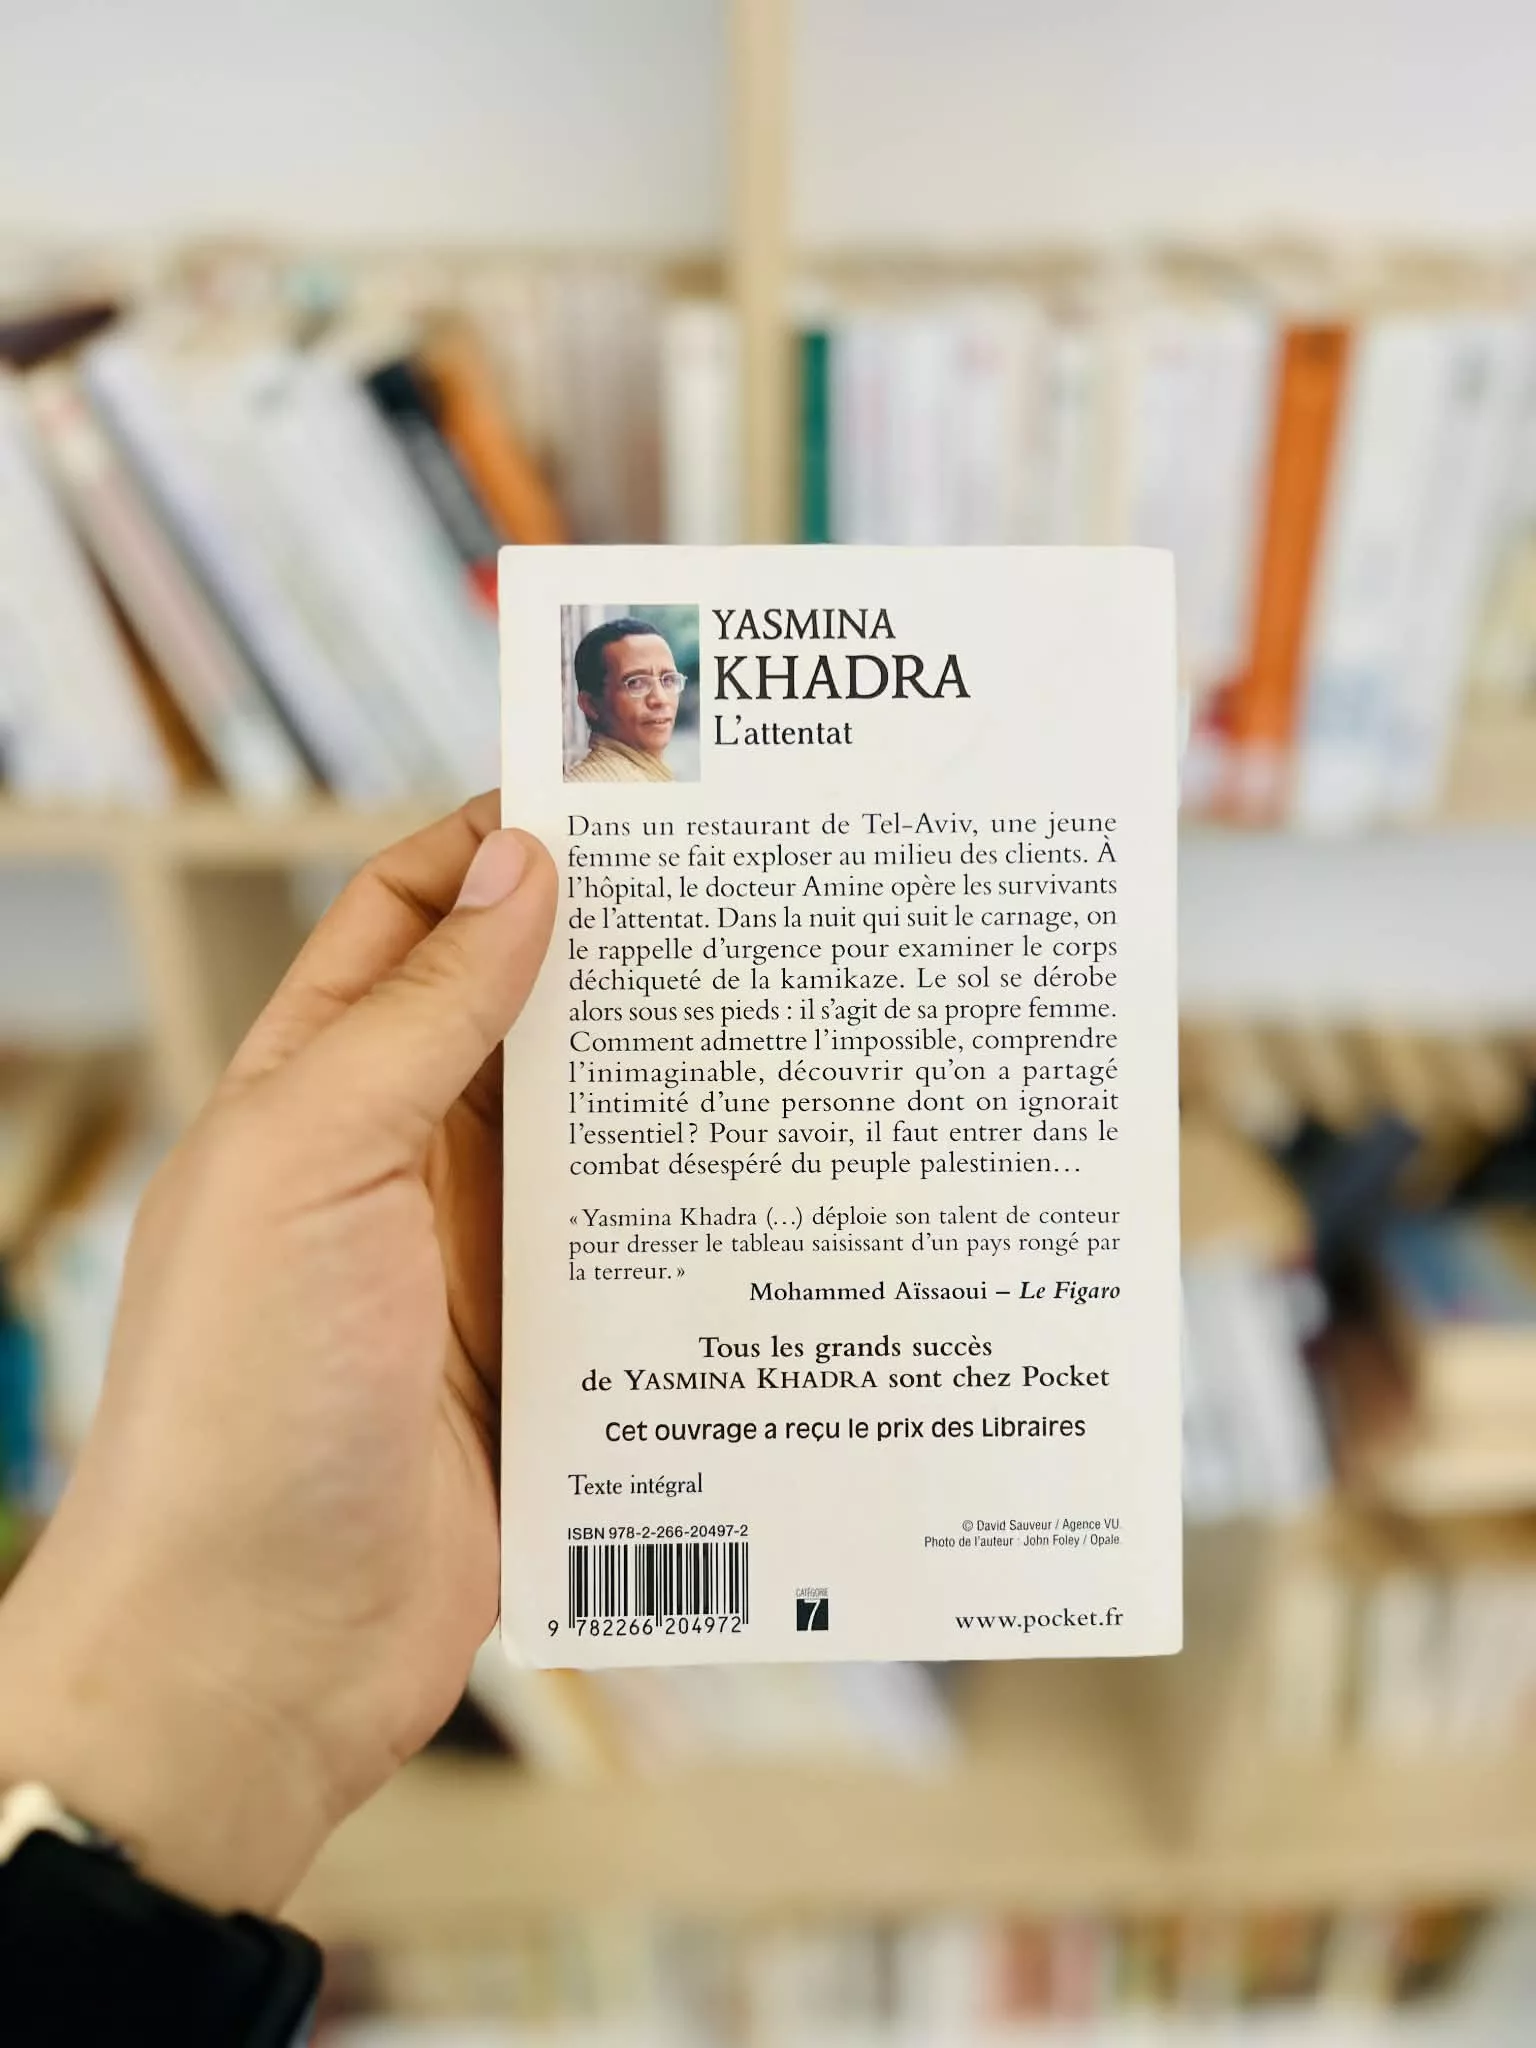 YASMINA
KHADRA
L'attentat
Dans un restaurant de Tel-Aviv, une jeune
femme se fait exploser au milieu des clients. À
l'hôpital, le docteur Amine opère les survivants
de l'attentat. Dans la nuit qui suit le carnage, on
le rappelle d'urgence pour examiner le corps
déchiqueté de la kamikaze. Le sol se dérobe
alors sous ses pieds : il s'agit de sa propre femme.
Comment admettre l'impossible, comprendre
l'inimaginable, découvrir qu'on a partagé
l'intimité d'une personne dont on ignorait
l'essentiel ? Pour savoir, il faut entrer dans le
combat désespéré du peuple palestinien…
« Yasmina Khadra (…) déploie son talent de conteur
pour dresser le tableau saisissant d'un pays rongé par
la terreur. »
Mohammed Aïssaoui – Le Figaro
Tous les grands succès
de YASMINA KHADRA sont chez Pocket
Cet ouvrage a reçu le prix des Libraires
Texte intégral
ISBN 978-2-266-20497-2
9 782266 204972
© David Sauveur / Agence VU.
Photo de l'auteur : John Foley / Opale.
CATÉGORIE
7
www.pocket.fr